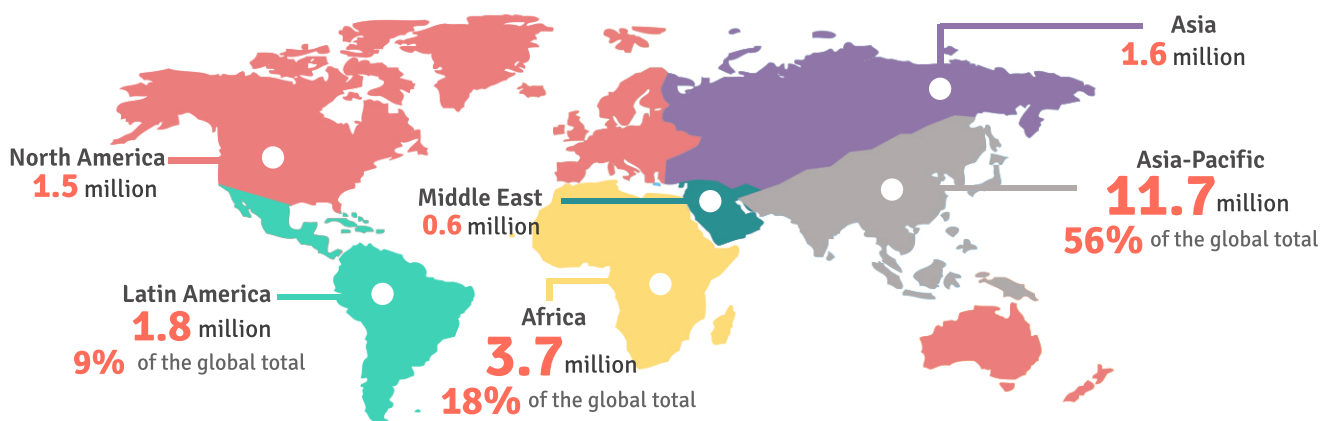 Asia
1.6 million
North America
1.5 million
Asia-Pacific
11.7 million
56% of the global total
Middle East
0.6 million
Latin America
1.8 million
9% of the global total
Africa
3.7 million
18% of the global total